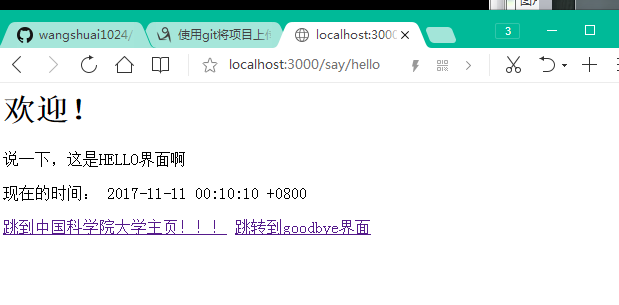 图片
wangshuai1024/ 使用git将项目上传 localhost:3000 3
localhost:3000/say/hello
欢迎！
说一下，这是HELLO界面啊
现在的时间： 2017-11-11 00:10:10 +0800
跳到中国科学院大学主页！！！ 跳转到goodbye界面